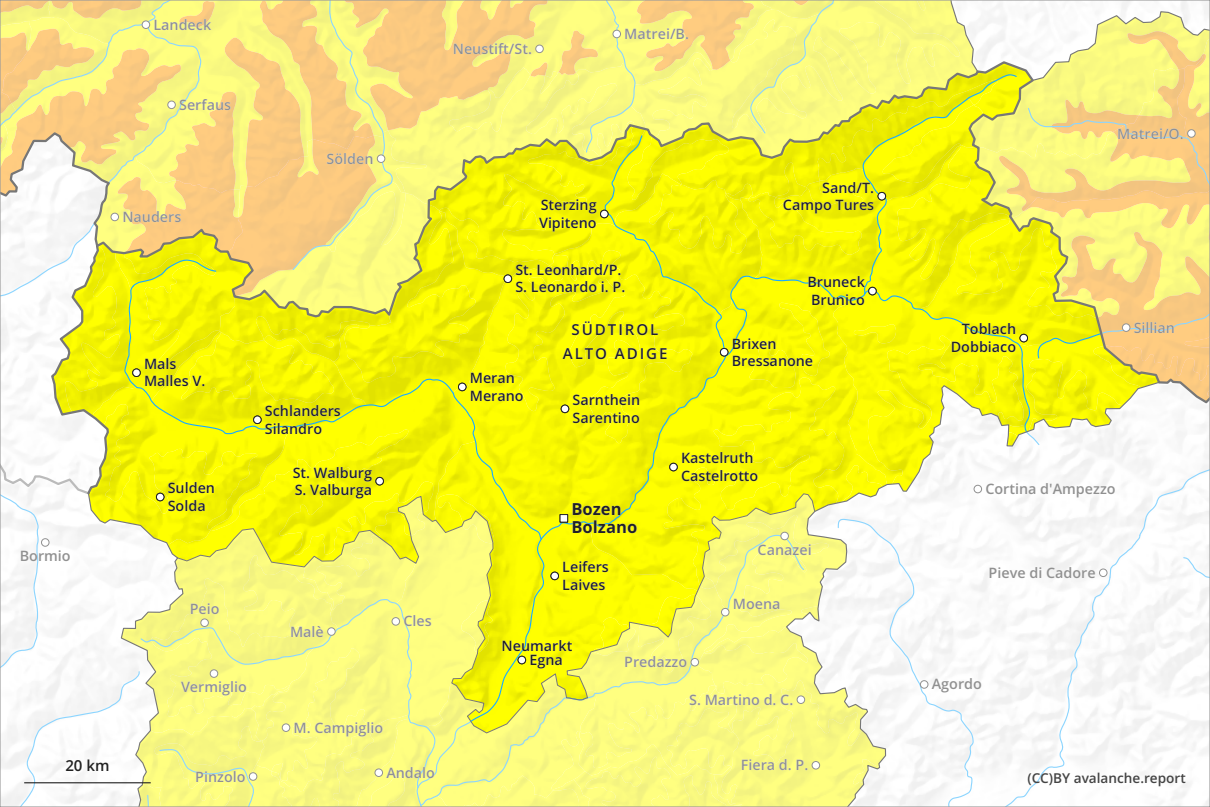 Landeck
Matrei/B.
Neustift/St.
Serfaus
Matrei/O.
Sölden
Sand/T.
Campo Tures
Sterzing
Vipiteno
Nauders
St. Leonhard/P.
S. Leonardo i. P.
Bruneck
Brunico
Sillian
SÜDTIROL
ALTO ADIGE
Toblach
Dobbiaco
Brixen
Bressanone
Mals
Malles V.
Meran
Merano
Sarnthein
Sarentino
Schlanders
Silandro
Kastelruth
Castelrotto
St. Walburg
S. Valburga
Sulden
Solda
Cortina d'Ampezzo
Bozen
Bolzano
Bormio
Canazei
Leifers
Laives
Pieve di Cadore
Peio
Moena
Cles
Malè
Neumarkt
Egna
Predazzo
Vermiglio
Agordo
S. Martino d. C.
M. Campiglio
Fiera d. P.
20 km
Pinzolo
Andalo
(CC)BY avalanche.report